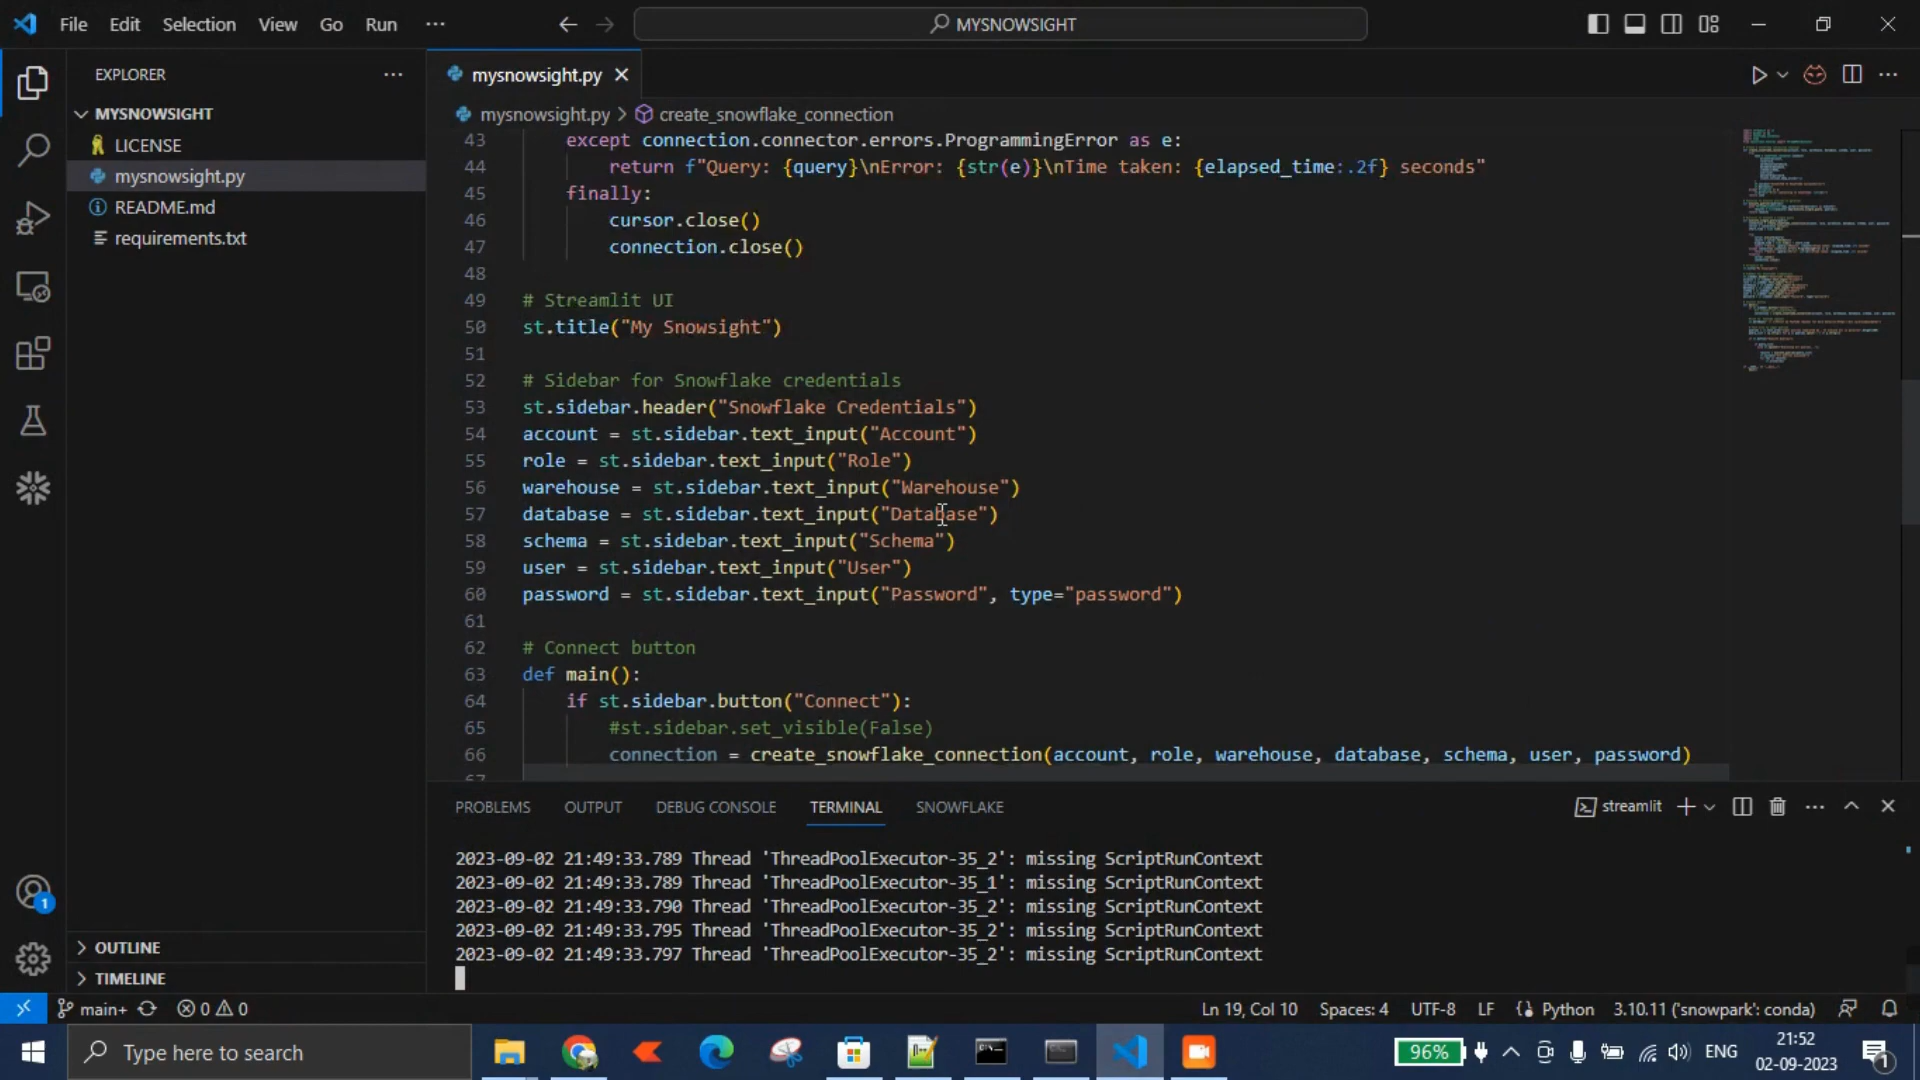 File Edit Selection View Go Run ··· MYSNOWSIGHT
EXPLORER ···
MYSNOWSIGHT
LICENSE
mysnowsight.py
README.md
requirements.txt
OUTLINE
TIMELINE
mysnowsight.py
mysnowsight.py > create_snowflake_connection
43 except connection.connector.errors.ProgrammingError as e:
44 return f"Query: {query}\nError: {str(e)}\nTime taken: {elapsed_time:.2f} seconds"
45 finally:
46 cursor.close()
47 connection.close()
48
49 # Streamlit UI
50 st.title("My Snowsight")
51
52 # Sidebar for Snowflake credentials
53 st.sidebar.header("Snowflake Credentials")
54 account = st.sidebar.text_input("Account")
55 role = st.sidebar.text_input("Role")
56 warehouse = st.sidebar.text_input("Warehouse")
57 database = st.sidebar.text_input("Database")
58 schema = st.sidebar.text_input("Schema")
59 user = st.sidebar.text_input("User")
60 password = st.sidebar.text_input("Password", type="password")
61
62 # Connect button
63 def main():
64 if st.sidebar.button("Connect"):
65 #st.sidebar.set_visible(False)
66 connection = create_snowflake_connection(account, role, warehouse, database, schema, user, password)
67
PROBLEMS OUTPUT DEBUG CONSOLE TERMINAL SNOWFLAKE streamlit
2023-09-02 21:49:33.789 Thread 'ThreadPoolExecutor-35_2': missing ScriptRunContext
2023-09-02 21:49:33.789 Thread 'ThreadPoolExecutor-35_1': missing ScriptRunContext
2023-09-02 21:49:33.790 Thread 'ThreadPoolExecutor-35_2': missing ScriptRunContext
2023-09-02 21:49:33.795 Thread 'ThreadPoolExecutor-35_2': missing ScriptRunContext
2023-09-02 21:49:33.797 Thread 'ThreadPoolExecutor-35_2': missing ScriptRunContext
1
main+ 0 0 Ln 19, Col 10 Spaces: 4 UTF-8 LF Python 3.10.11 ('snowpark': conda)
Type here to search 96% ENG 21:52
02-09-2023 1